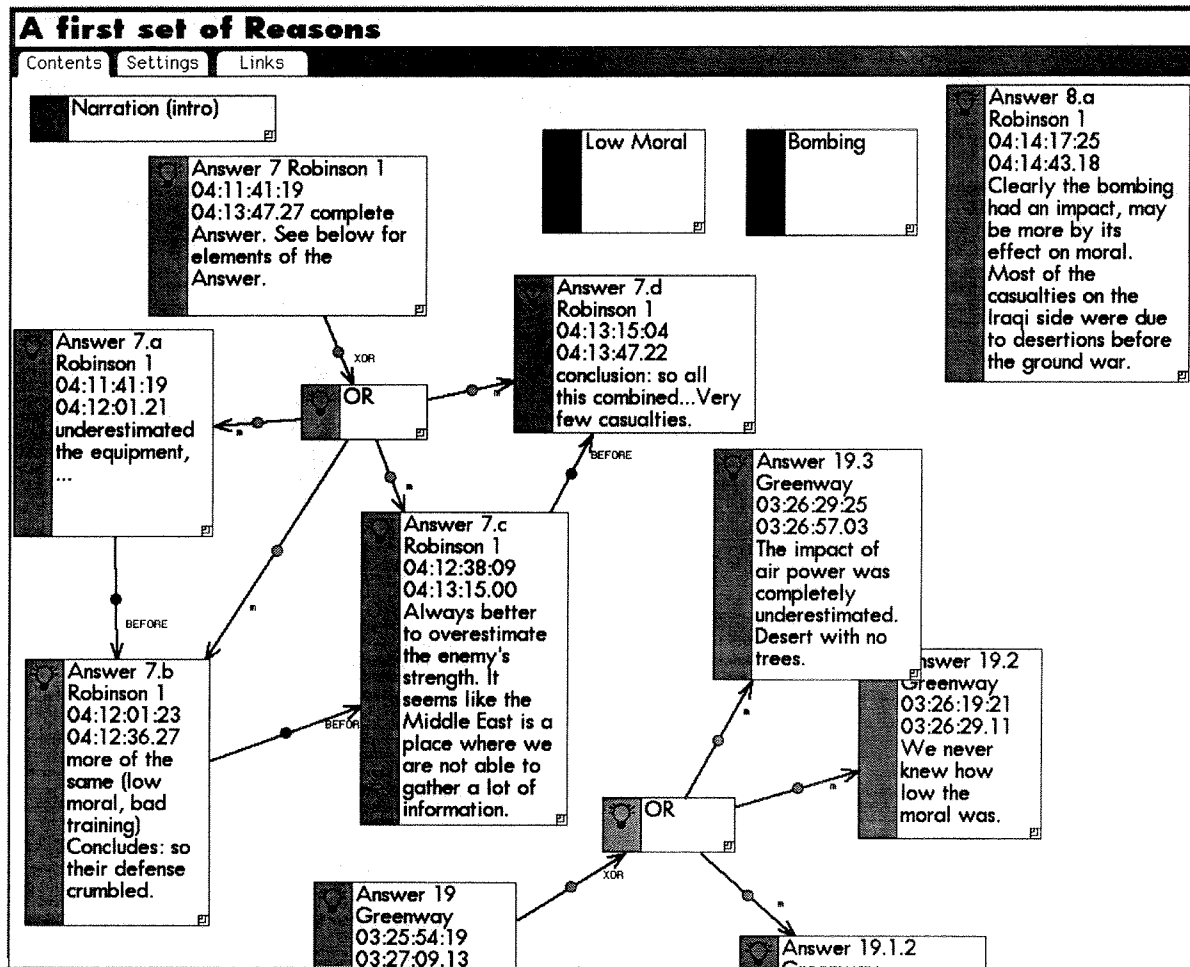 A first set of Reasons
Contents
Settings
Links
Narration (intro)
Low Moral
Bombing
Answer 8.a
Robinson 1
04:14:17:25
04:14:43.18
Clearly the bombing
had an impact, may
be more by its
effect on moral.
Most of the
casualties on the
Iraqi side were due
to desertions before
the ground war.
Answer 7 Robinson 1
04:11:41:19
04:13:47.27 complete
Answer. See below for
elements of the
Answer.
XOR
OR
m
m
m
m
Answer 7.d
Robinson 1
04:13:15:04
04:13:47.22
conclusion: so all
this combined...Very
few casualties.
BEFORE
Answer 7.a
Robinson 1
04:11:41:19
04:12:01.21
underestimated
the equipment,
...
BEFORE
Answer 7.c
Robinson 1
04:12:38:09
04:13:15.00
Always better
to overestimate
the enemy's
strength. It
seems like the
Middle East is a
place where we
are not able to
gather a lot of
information.
Answer 7.b
Robinson 1
04:12:01:23
04:12:36.27
more of the
same (low
moral, bad
training)
Concludes: so
their defense
crumbled.
BEFOR
Answer 19.3
Greenway
03:26:29:25
03:26:57.03
The impact of
air power was
completely
underestimated.
Desert with no
trees.
nswer 19.2
Greenway
03:26:19:21
03:26:29.11
We never
knew how
low the
moral was.
OR
XOR
m
m
m
Answer 19
Greenway
03:25:54:19
03:27:09.13
Answer 19.1.2